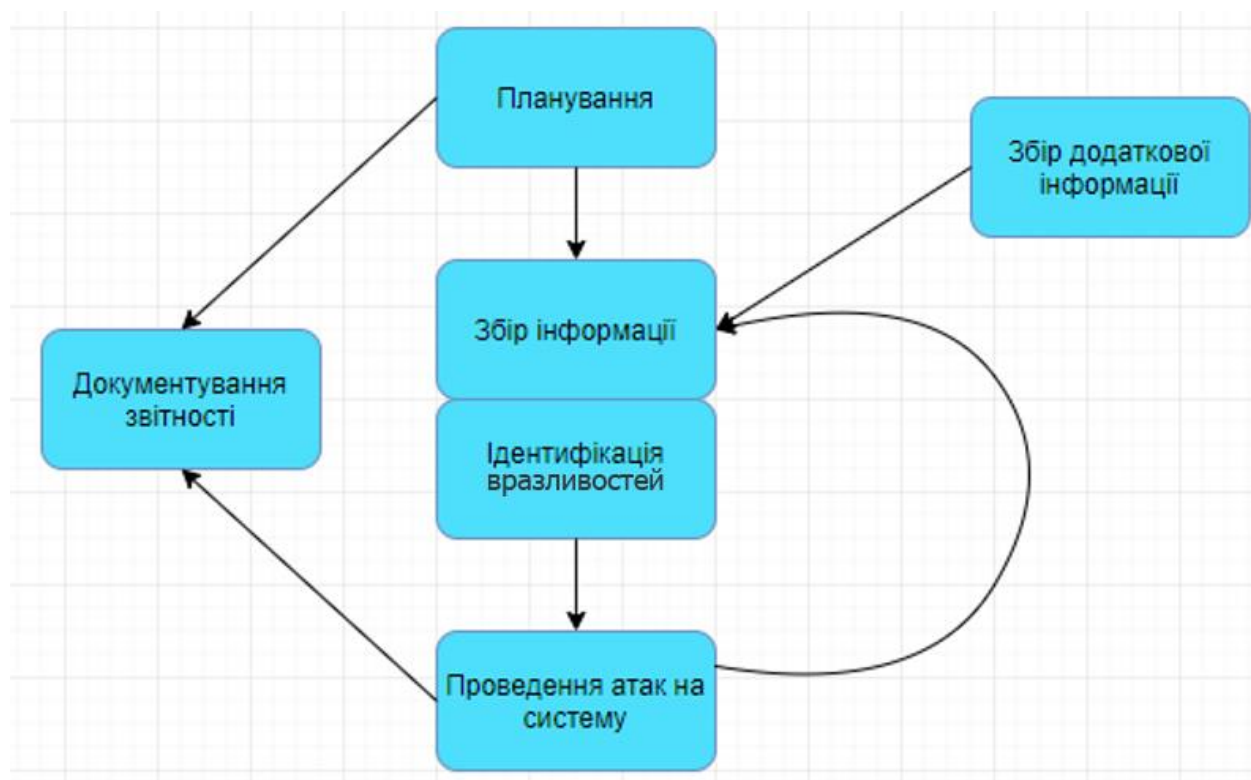 Планування
Збір додаткової
інформації
Збір інформації
Документування
звітності
Ідентифікація
вразливостей
Проведення атак на
систему